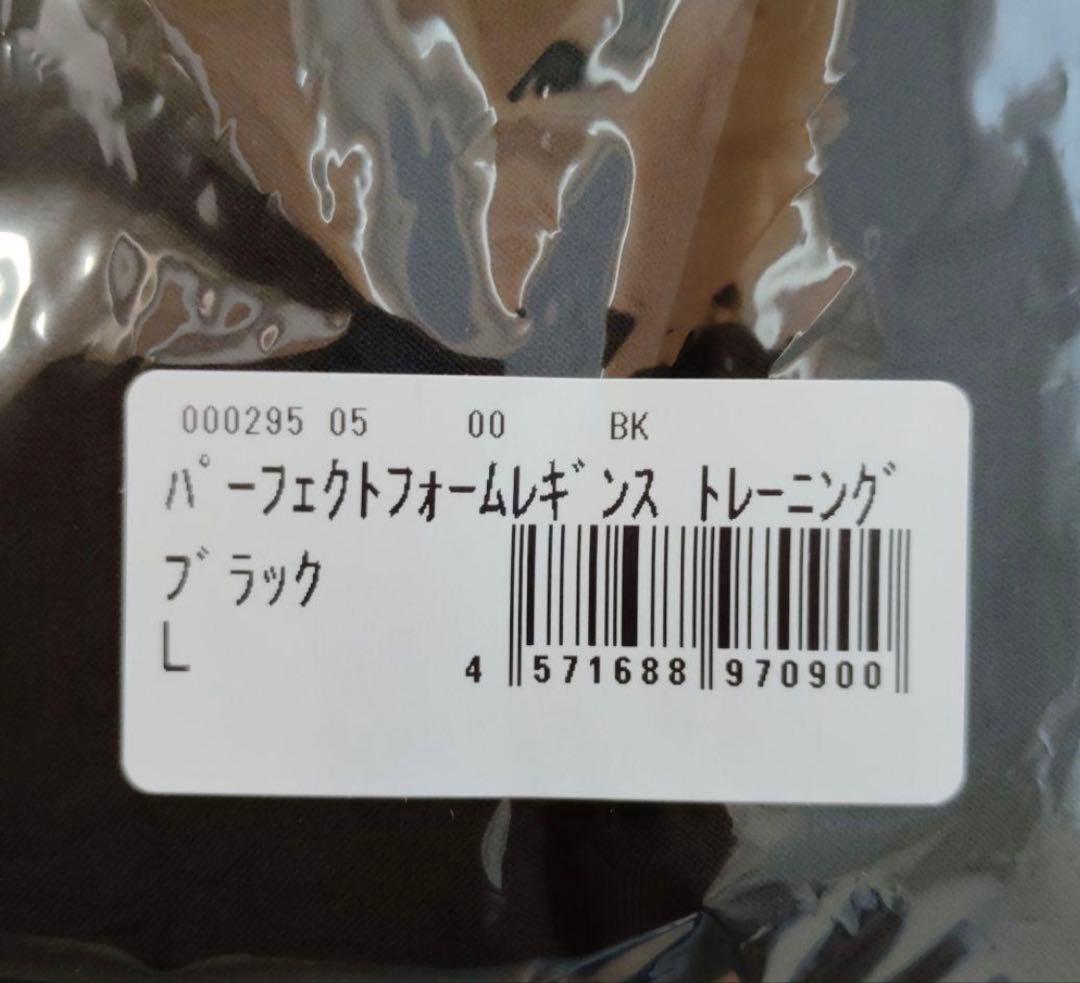 000295 05 00 BK
ﾊﾟｰﾌｪｸﾄﾌｫｰﾑﾚｷﾞﾝｽ ﾄﾚｰﾆﾝｸﾞ
ﾌﾞﾗｯｸ
L
4 571688 970900